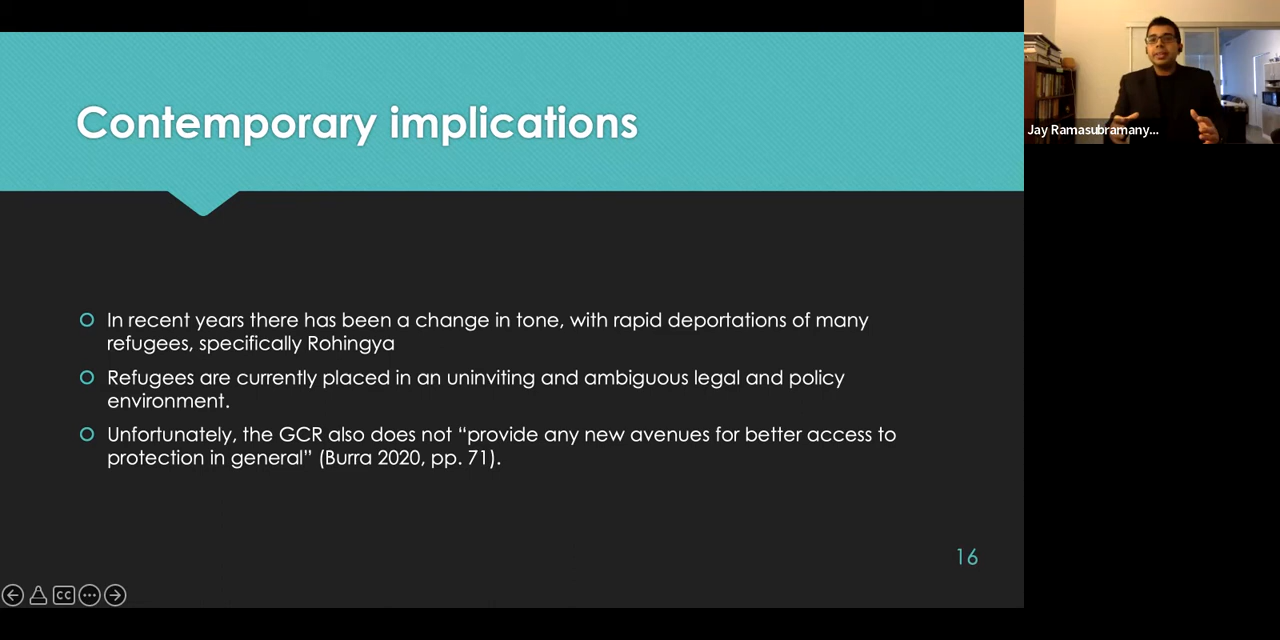 Contemporary implications
Jay Ramasubramany...
In recent years there has been a change in tone, with rapid deportations of many
refugees, specifically Rohingya
Refugees are currently placed in an uninviting and ambiguous legal and policy
environment.
Unfortunately, the GCR also does not “provide any new avenues for better access to
protection in general” (Burra 2020, pp. 71).
16
CC